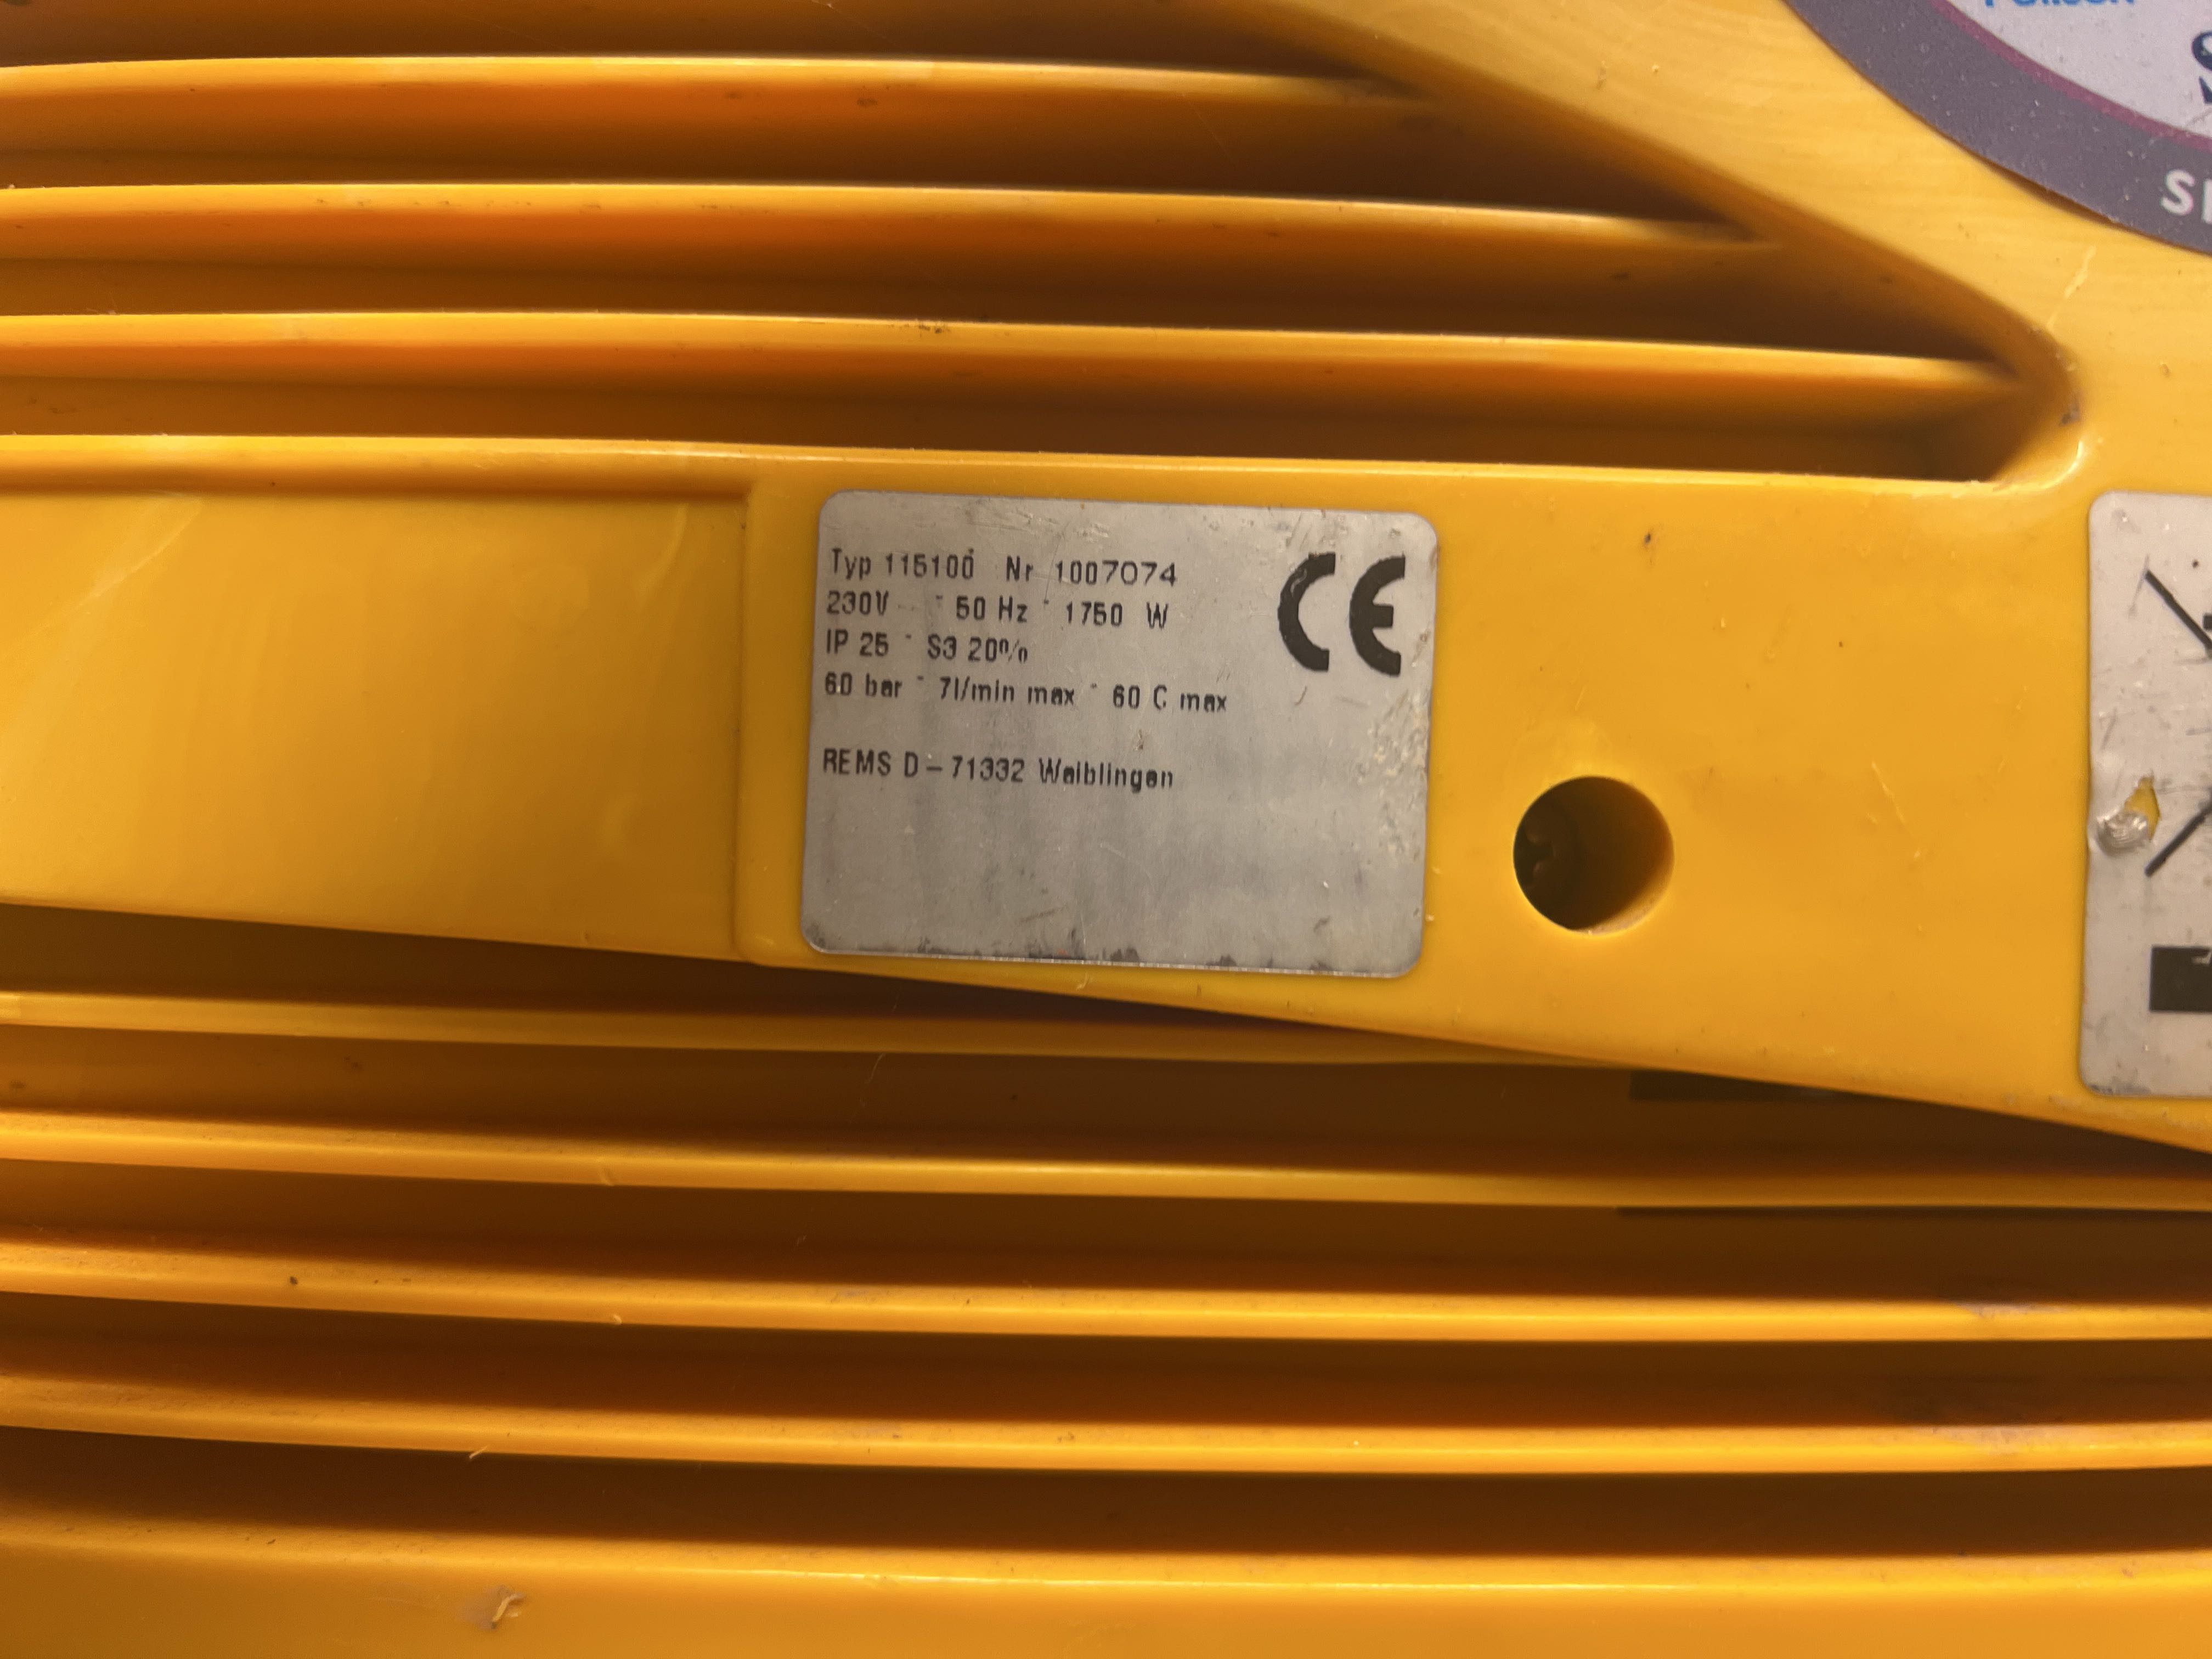 S
SI
Typ 115100 Nr 1007074
230V - 50 Hz - 1750 W
IP 25 - S3 20%
60 bar - 7l/min max - 60 C max
REMS D-71332 Waiblingen
CE